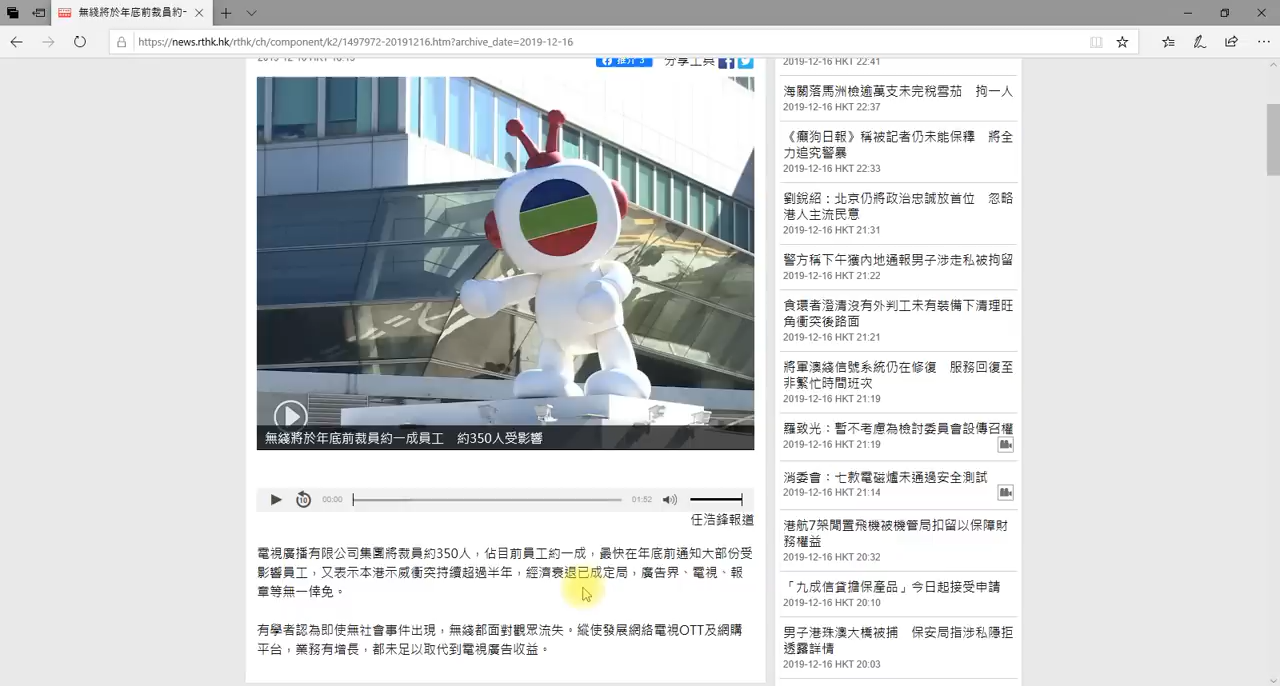 無綫將於年底前裁員約一
https://news.rthk.hk/rthk/ch/component/k2/1497972-20191216.htm?archive_date=2019-12-16
推介 3
分享工具
無綫將於年底前裁員約一成員工　約350人受影響
10
00:00
01:52
任浩鋒報道
電視廣播有限公司集團將裁員約350人，佔目前員工約一成，最快在年底前通知大部份受
影響員工，又表示本港示威衝突持續超過半年，經濟衰退已成定局，廣告界、電視、報
章等無一倖免。
有學者認為即使無社會事件出現，無綫都面對觀眾流失。縱使發展網絡電視OTT及網購
平台，業務有增長，都未足以取代到電視廣告收益。
2019-12-16 HKT 22:41
海關落馬洲檢逾萬支未完稅雪茄　拘一人
2019-12-16 HKT 22:37
《癲狗日報》稱被記者仍未能保釋　將全
力追究警暴
2019-12-16 HKT 22:33
劉銳紹：北京仍將政治忠誠放首位　忽略
港人主流民意
2019-12-16 HKT 21:31
警方稱下午獲內地通報男子涉走私被拘留
2019-12-16 HKT 21:22
食環者澄清沒有外判工未有裝備下清理旺
角衝突後路面
2019-12-16 HKT 21:21
將軍澳綫信號系統仍在修復　服務回復至
非繁忙時間班次
2019-12-16 HKT 21:19
羅致光：暫不考慮為檢討委員會設傳召權
2019-12-16 HKT 21:19
消委會：七款電磁爐未通過安全測試
2019-12-16 HKT 21:14
港航7架閒置飛機被機管局扣留以保障財
務權益
2019-12-16 HKT 20:32
「九成信貸擔保產品」今日起接受申請
2019-12-16 HKT 20:10
男子港珠澳大橋被捕　保安局指涉私隱拒
透露詳情
2019-12-16 HKT 20:03